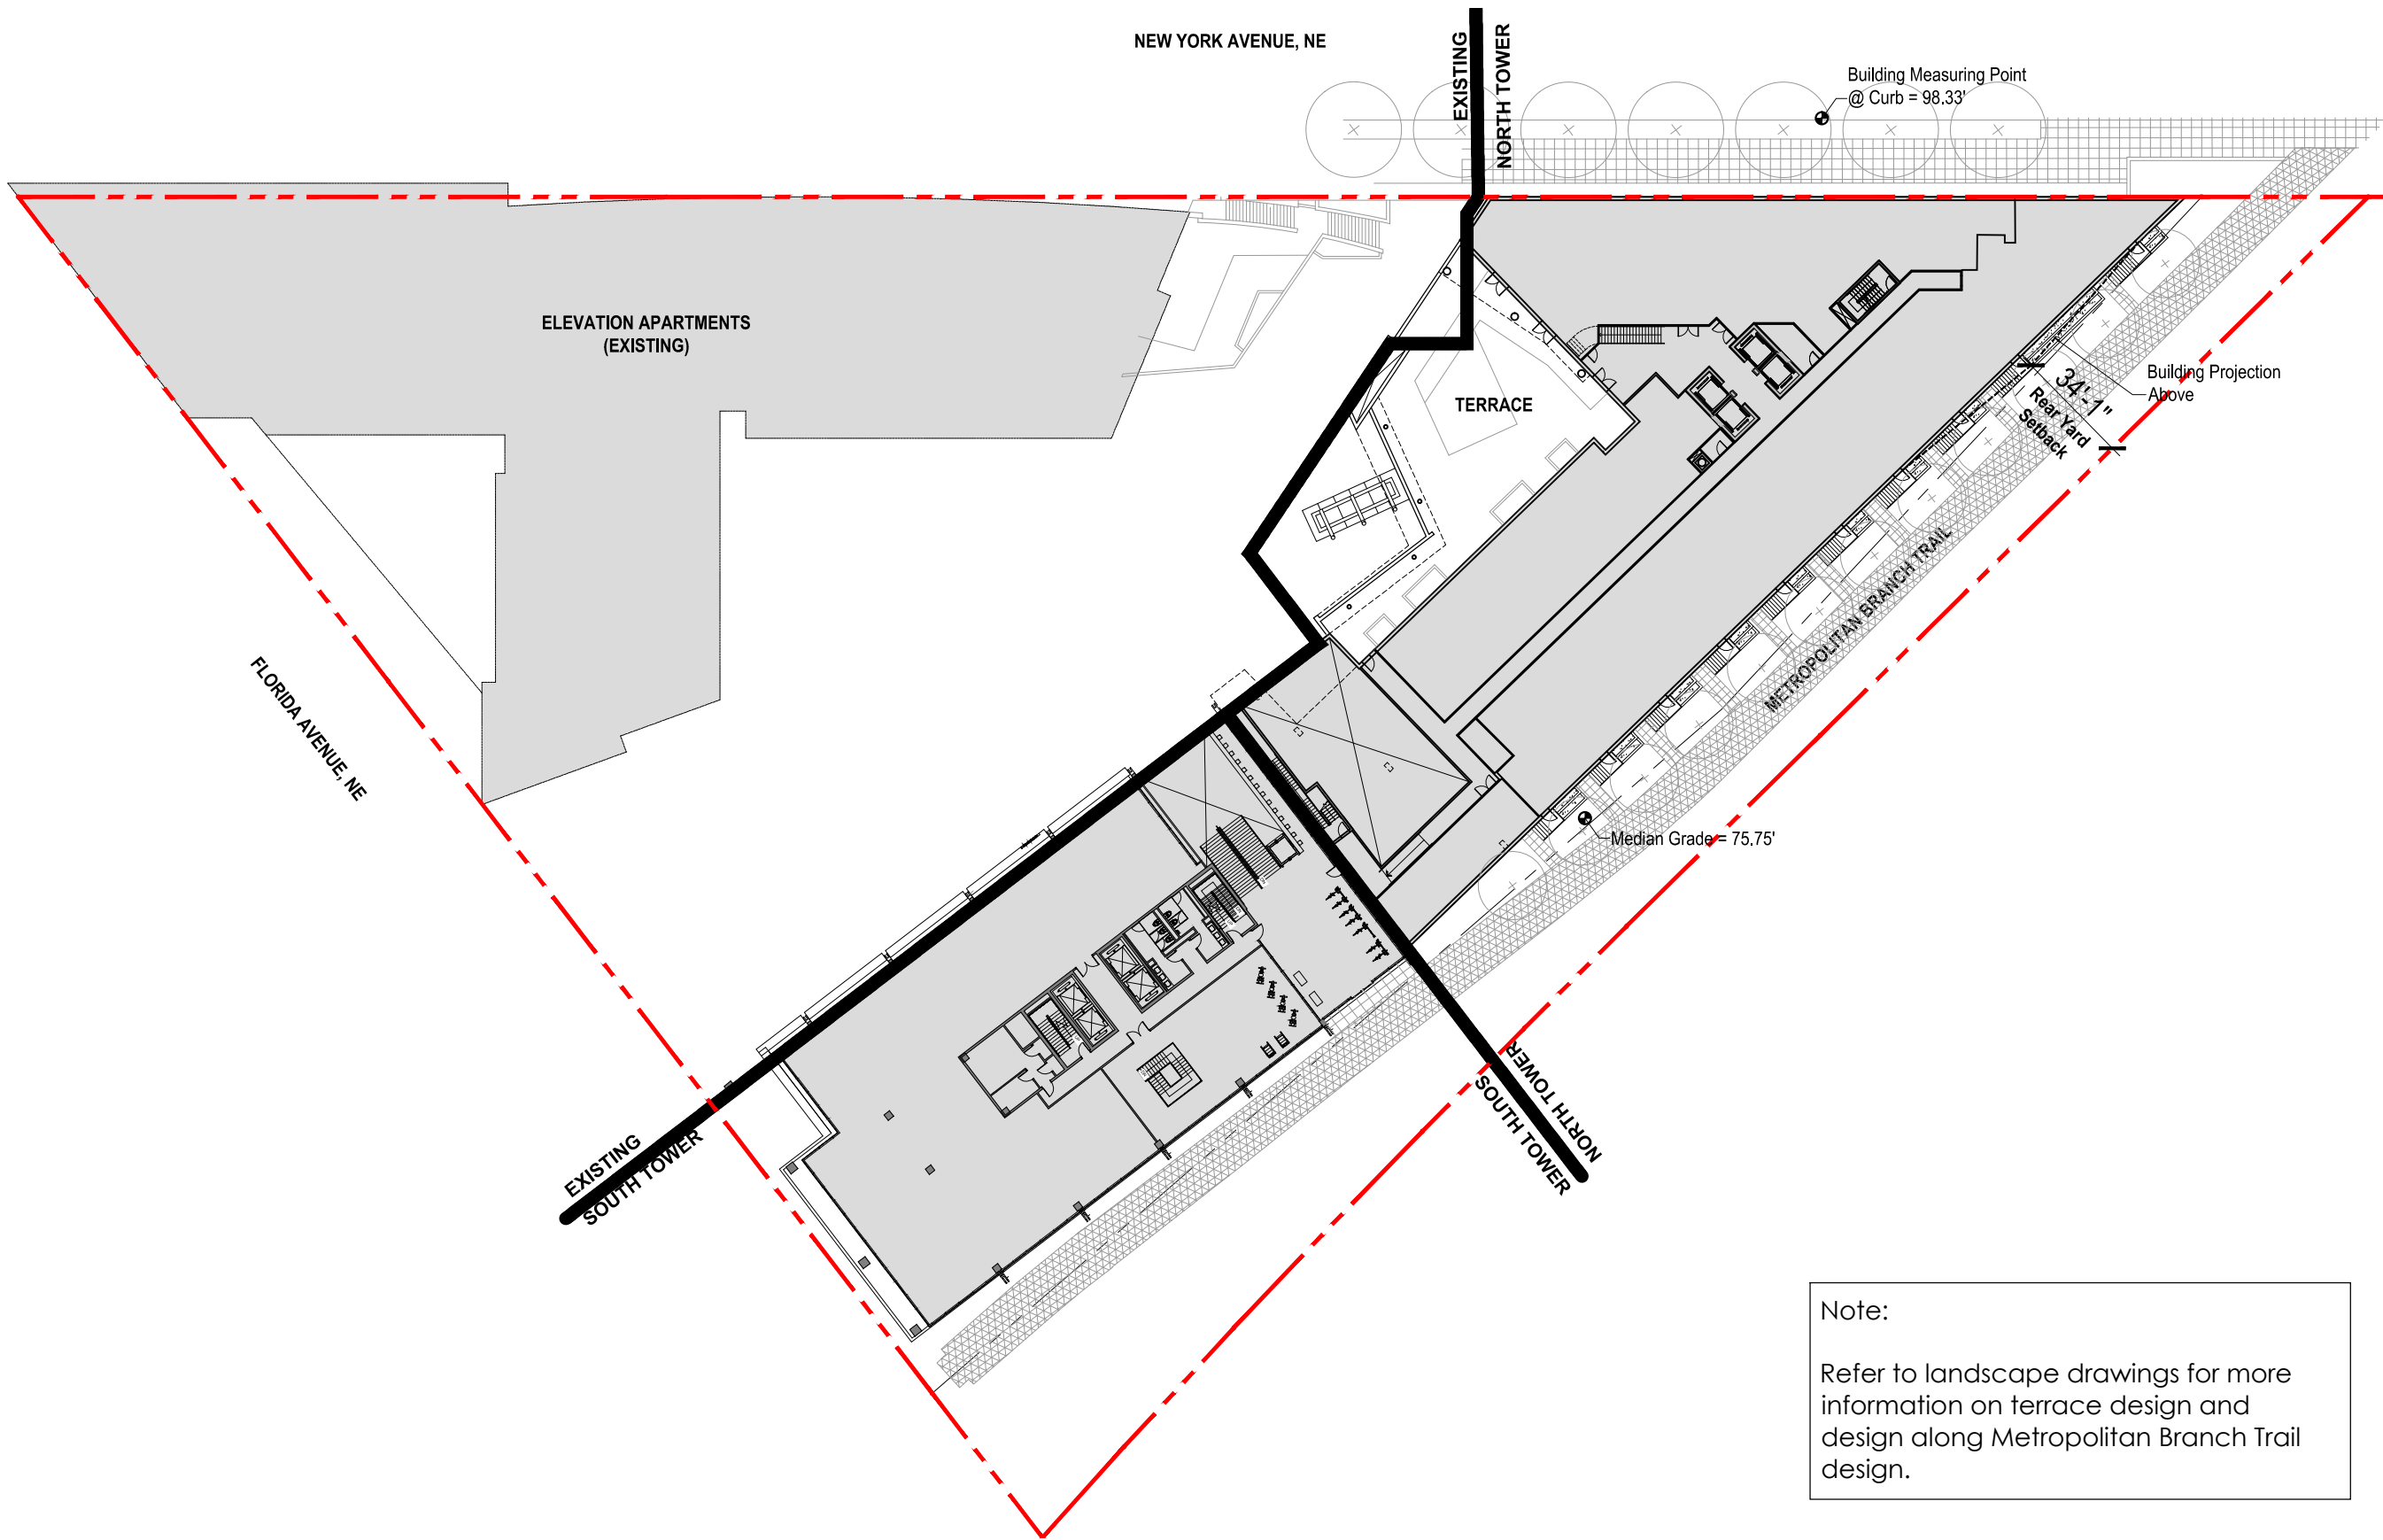 NEW YORK AVENUE, NE
EXISTING
NORTH TOWER
Building Measuring Point
@ Curb = 98.33'
ELEVATION APARTMENTS
(EXISTING)
TERRACE
34'-1"
Rear Yard
Setback
Building Projection
Above
METROPOLITAN BRANCH TRAIL
FLORIDA AVENUE, NE
Median Grade = 75.75'
EXISTING
SOUTH TOWER
NORTH TOWER
SOUTH TOWER
Note:
Refer to landscape drawings for more
information on terrace design and
design along Metropolitan Branch Trail
design.